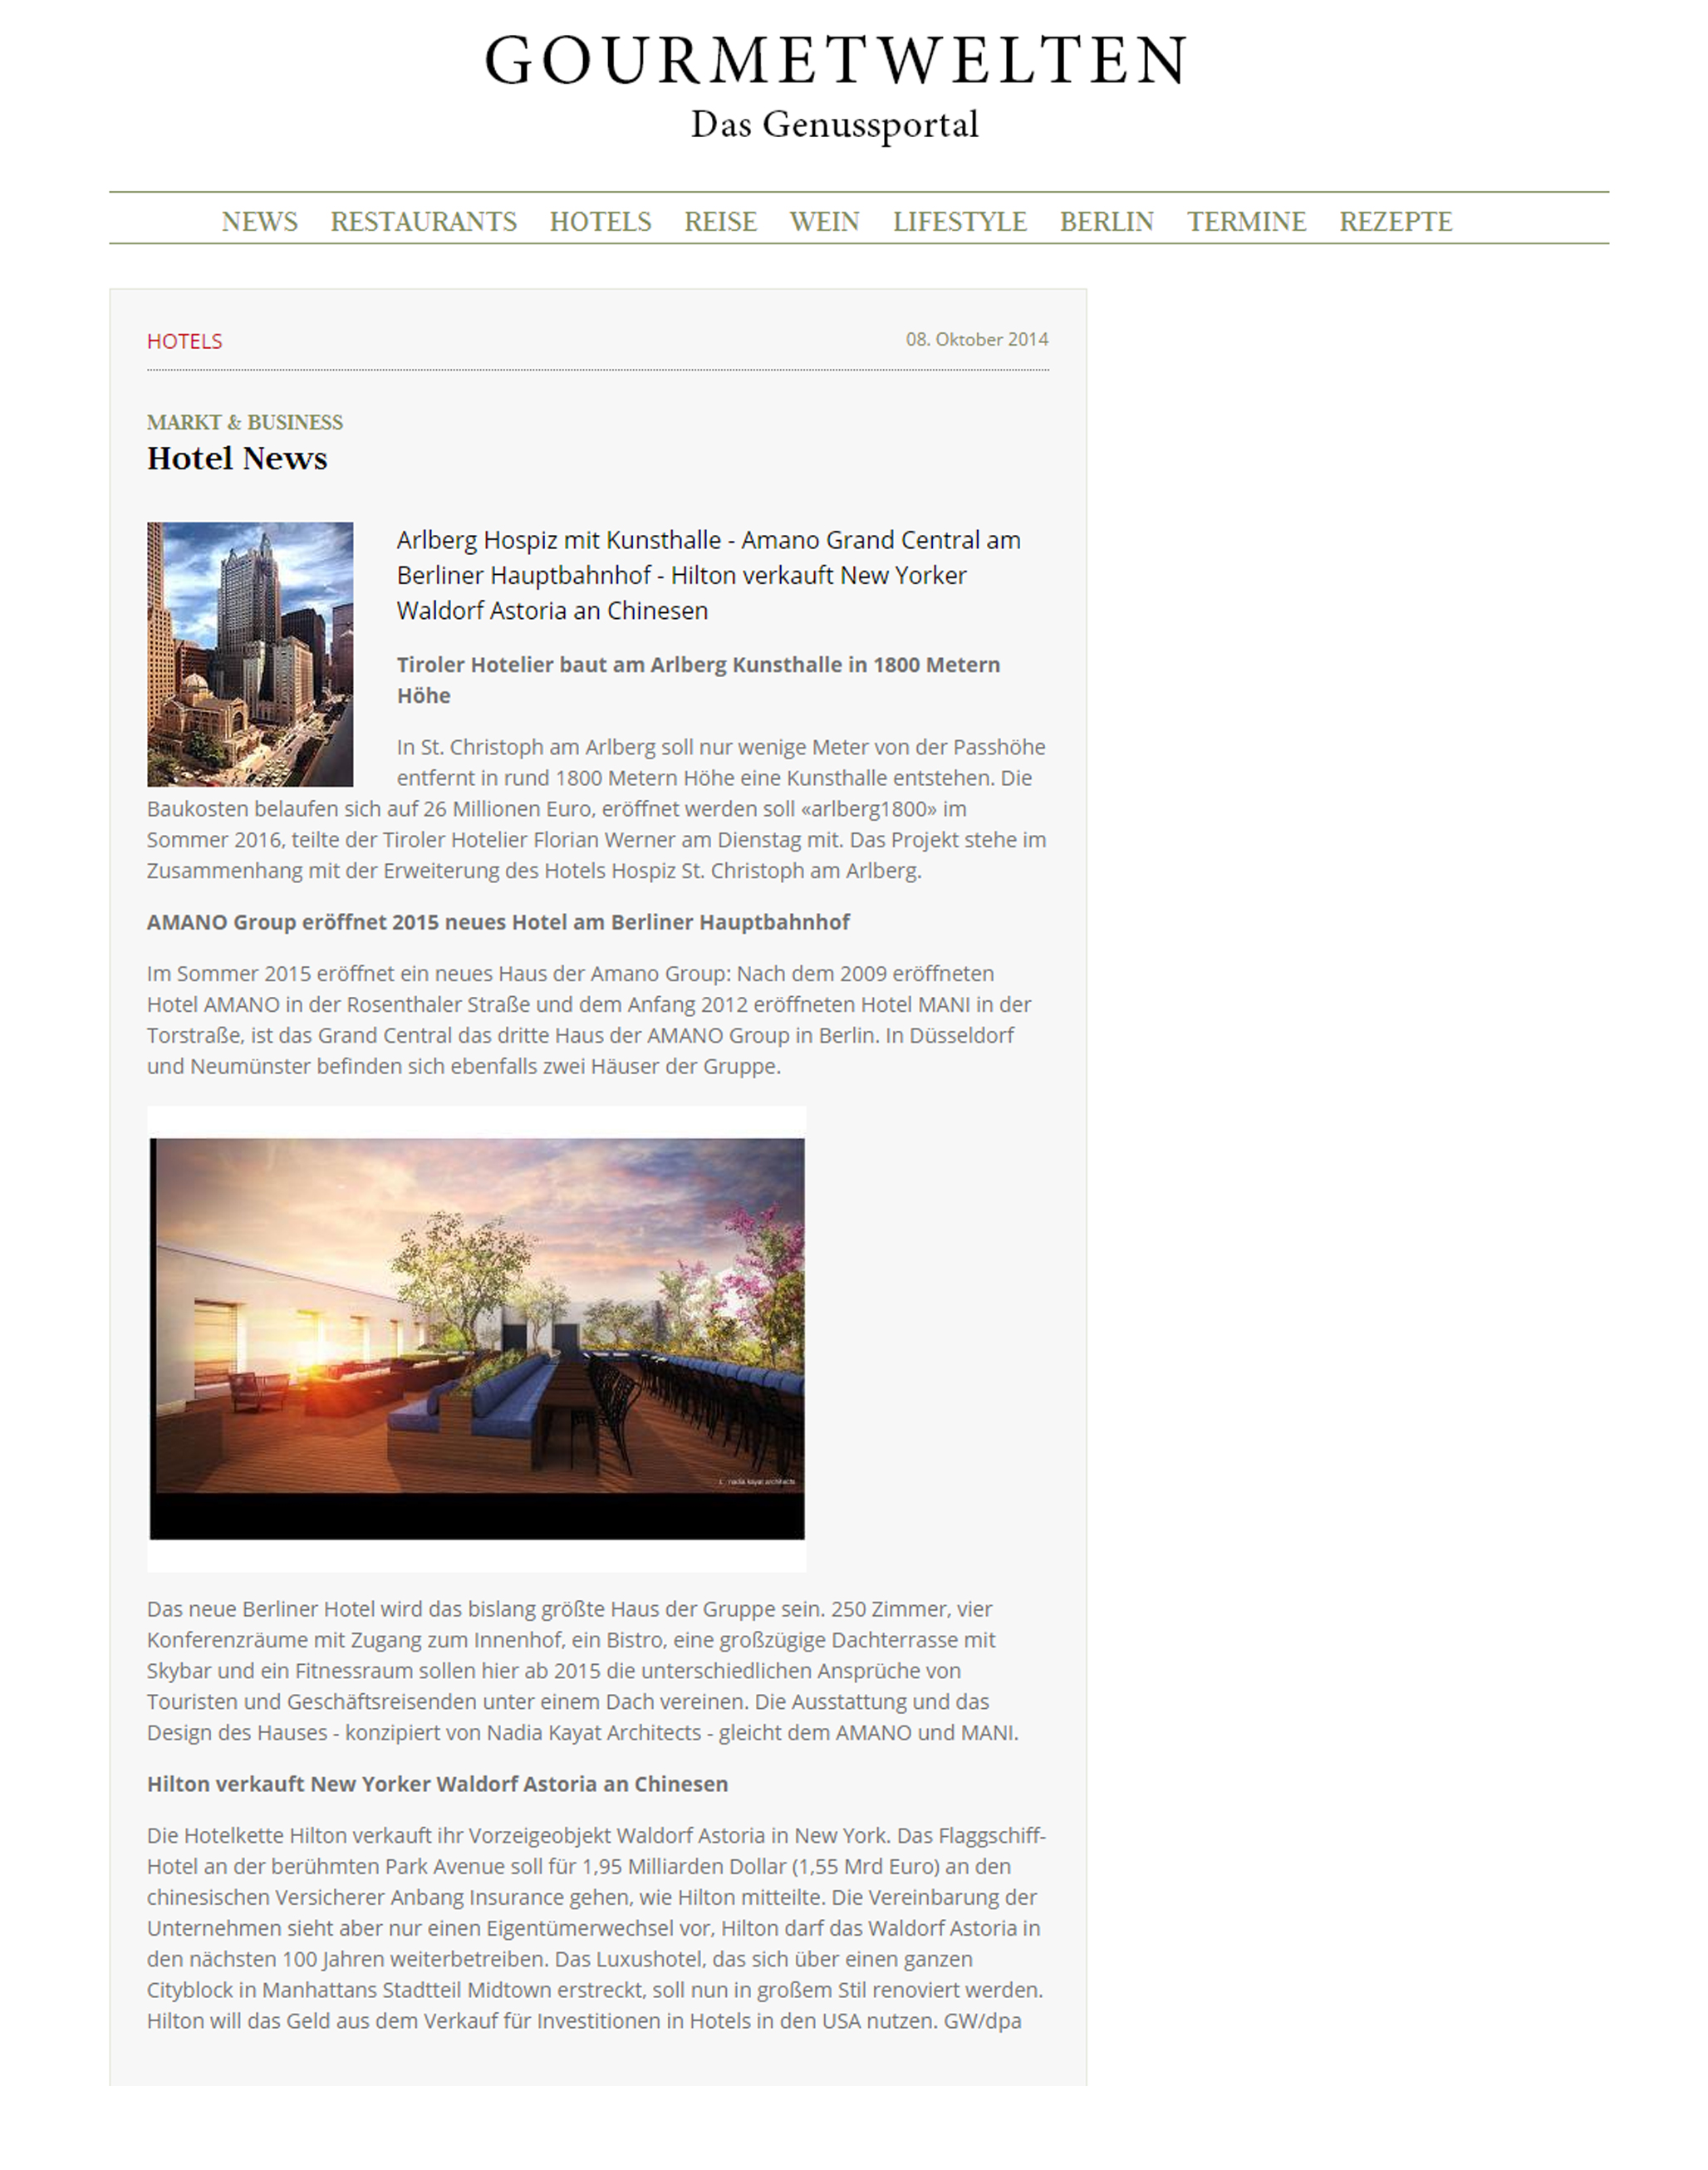 GOURMETWELTEN
Das Genussportal
NEWS RESTAURANTS HOTELS REISE WEIN LIFESTYLE BERLIN TERMINE REZEPTE
HOTELS 08. Oktober 2014
MARKT & BUSINESS
Hotel News
Arlberg Hospiz mit Kunsthalle - Amano Grand Central am
Berliner Hauptbahnhof - Hilton verkauft New Yorker
Waldorf Astoria an Chinesen
Tiroler Hotelier baut am Arlberg Kunsthalle in 1800 Metern
Höhe
In St. Christoph am Arlberg soll nur wenige Meter von der Passhöhe
entfernt in rund 1800 Metern Höhe eine Kunsthalle entstehen. Die
Baukosten belaufen sich auf 26 Millionen Euro, eröffnet werden soll «arlberg1800» im
Sommer 2016, teilte der Tiroler Hotelier Florian Werner am Dienstag mit. Das Projekt stehe im
Zusammenhang mit der Erweiterung des Hotels Hospiz St. Christoph am Arlberg.
AMANO Group eröffnet 2015 neues Hotel am Berliner Hauptbahnhof
Im Sommer 2015 eröffnet ein neues Haus der Amano Group: Nach dem 2009 eröffneten
Hotel AMANO in der Rosenthaler Straße und dem Anfang 2012 eröffneten Hotel MANI in der
Torstraße, ist das Grand Central das dritte Haus der AMANO Group in Berlin. In Düsseldorf
und Neumünster befinden sich ebenfalls zwei Häuser der Gruppe.
nadia kayat architects
Das neue Berliner Hotel wird das bislang größte Haus der Gruppe sein. 250 Zimmer, vier
Konferenzräume mit Zugang zum Innenhof, ein Bistro, eine großzügige Dachterrasse mit
Skybar und ein Fitnessraum sollen hier ab 2015 die unterschiedlichen Ansprüche von
Touristen und Geschäftsreisenden unter einem Dach vereinen. Die Ausstattung und das
Design des Hauses - konzipiert von Nadia Kayat Architects - gleicht dem AMANO und MANI.
Hilton verkauft New Yorker Waldorf Astoria an Chinesen
Die Hotelkette Hilton verkauft ihr Vorzeigeobjekt Waldorf Astoria in New York. Das Flaggschiff-
Hotel an der berühmten Park Avenue soll für 1,95 Milliarden Dollar (1,55 Mrd Euro) an den
chinesischen Versicherer Anbang Insurance gehen, wie Hilton mitteilte. Die Vereinbarung der
Unternehmen sieht aber nur einen Eigentümerwechsel vor, Hilton darf das Waldorf Astoria in
den nächsten 100 Jahren weiterbetreiben. Das Luxushotel, das sich über einen ganzen
Cityblock in Manhattans Stadtteil Midtown erstreckt, soll nun in großem Stil renoviert werden.
Hilton will das Geld aus dem Verkauf für Investitionen in Hotels in den USA nutzen. GW/dpa